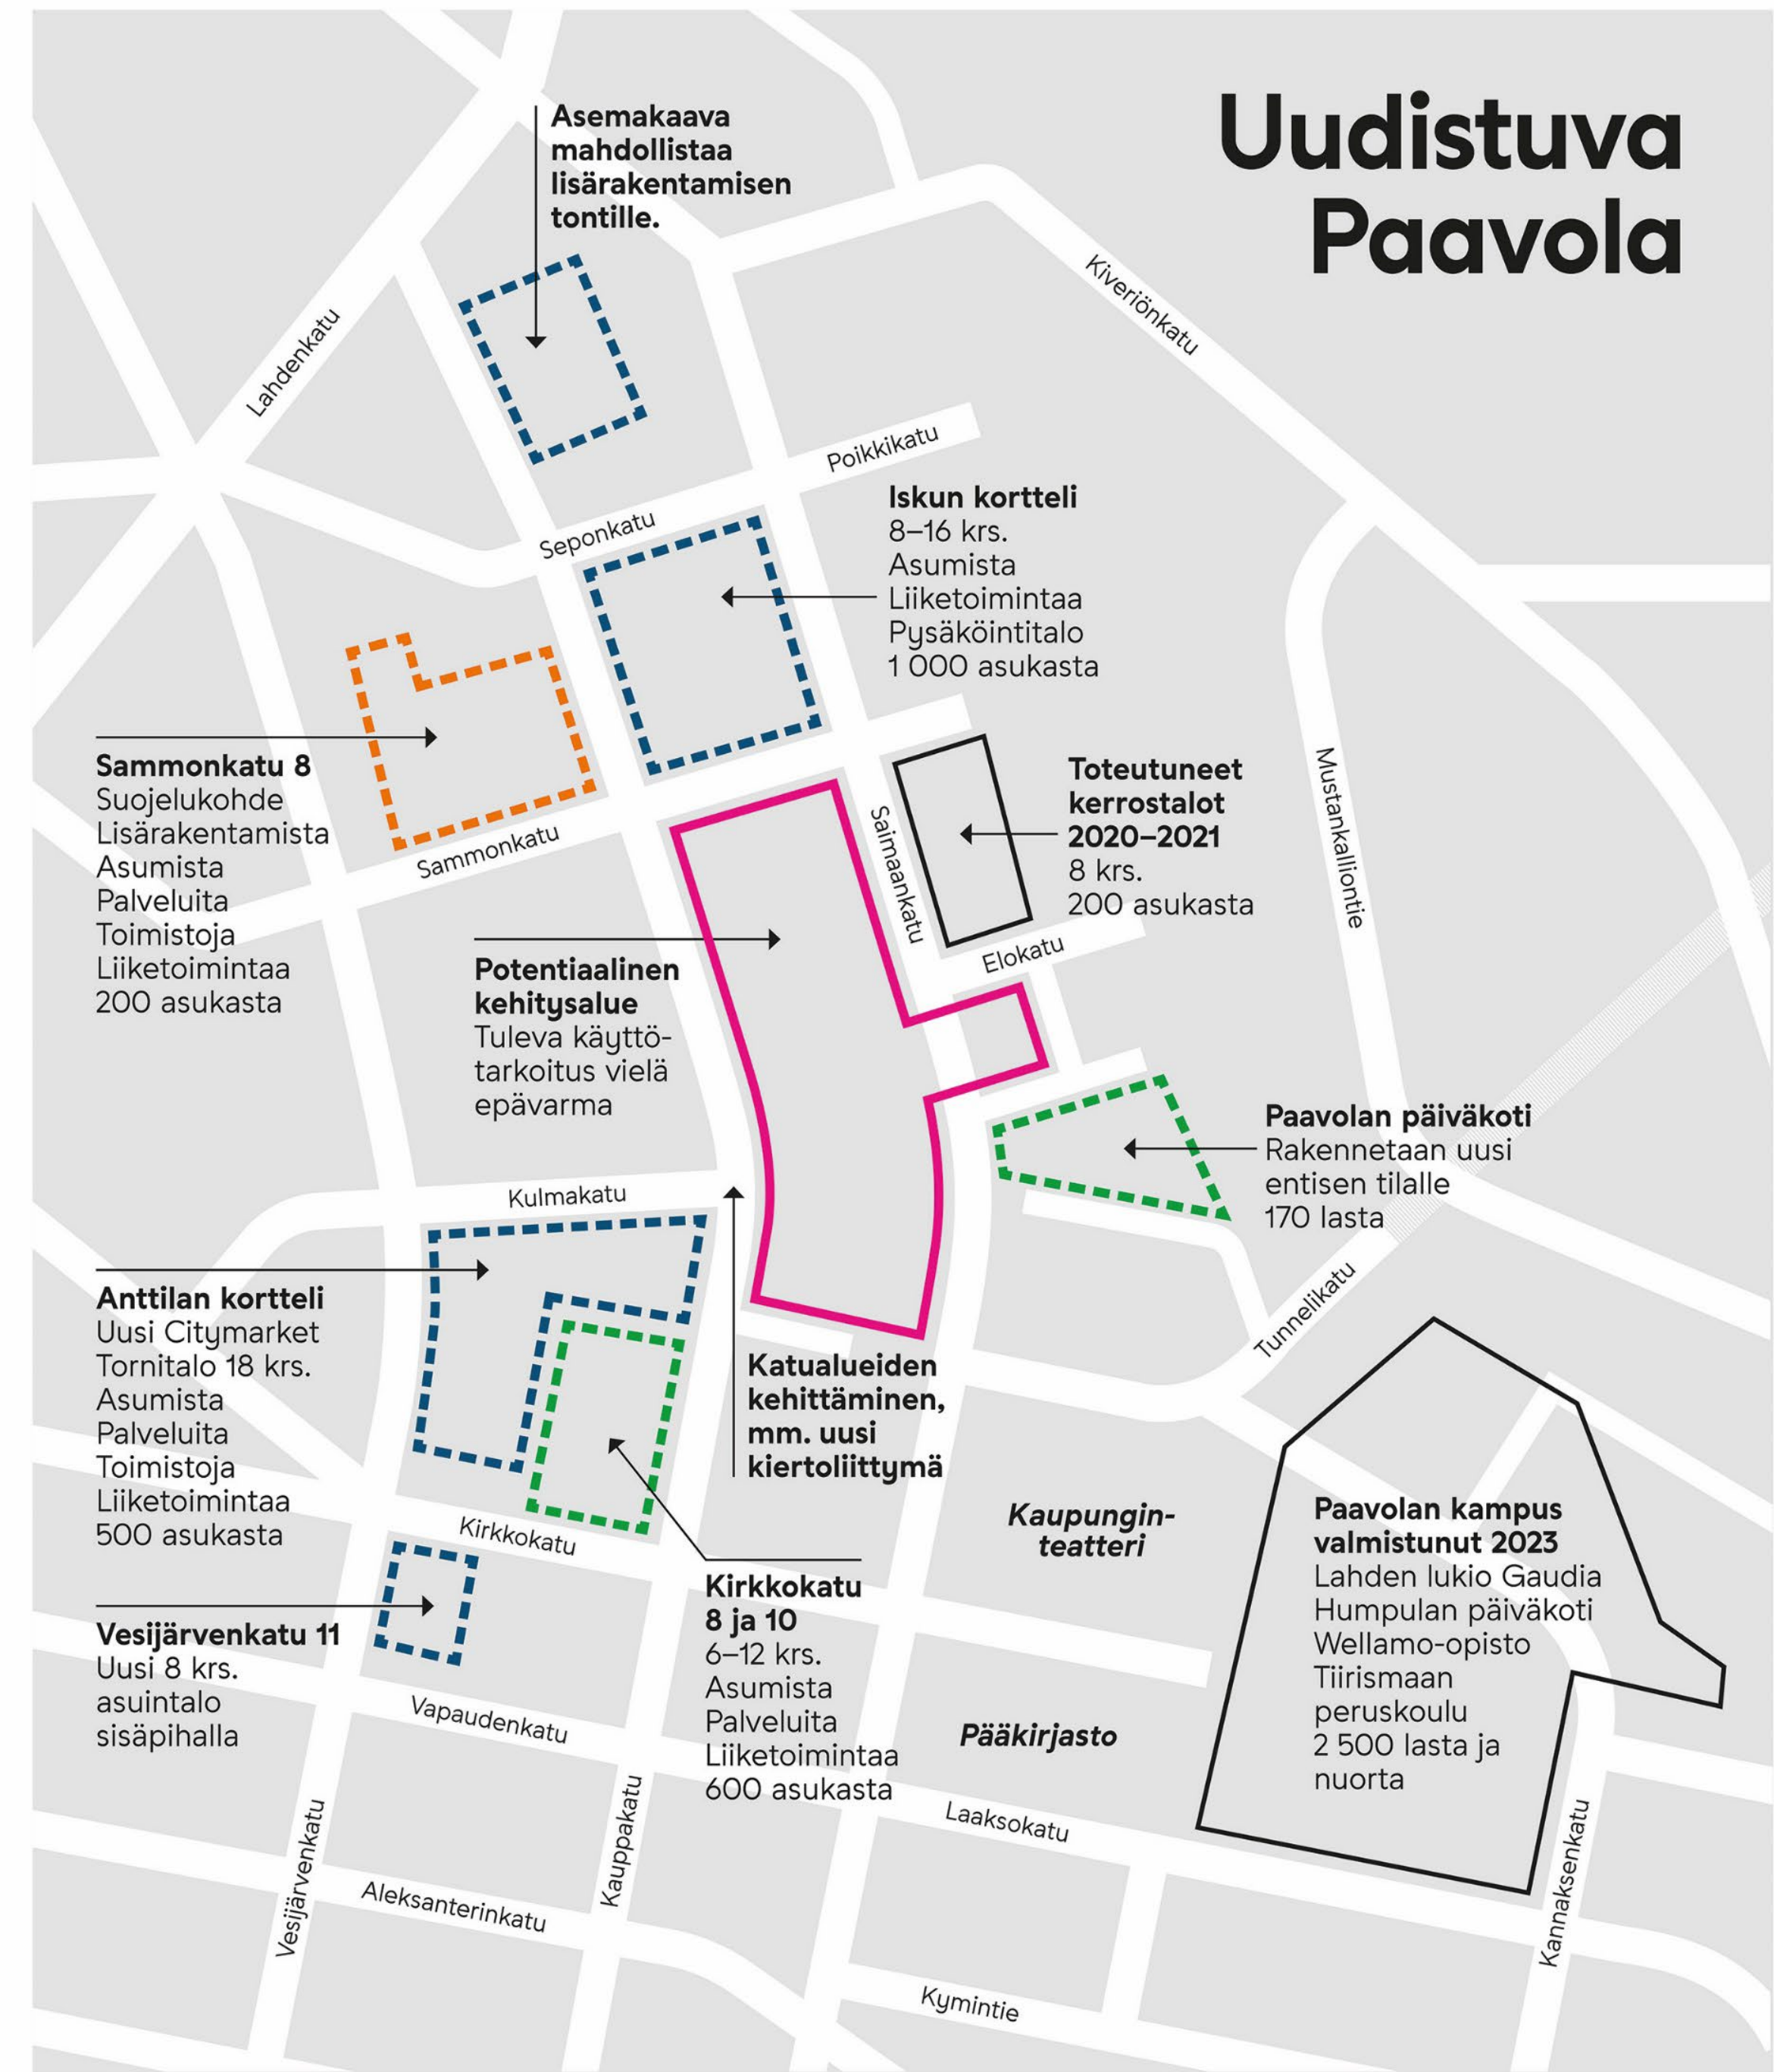 Uudistuva
Paavola
Asemakaava
mahdollistaa
lisärakentamisen
tontille.
Kiveriönkatu
Lahdenkatu
Poikkikatu
Seponkatu
Iskun kortteli
8–16 krs.
Asumista
Liiketoimintaa
Pysäköintitalo
1 000 asukasta
Sammonkatu 8
Suojelukohde
Lisärakentamista
Asumista
Palveluita
Toimistoja
Liiketoimintaa
200 asukasta
Sammonkatu
Saimaankatu
Toteutuneet
kerrostalot
2020–2021
8 krs.
200 asukasta
Mustankalliontie
Elokatu
Potentiaalinen
kehitysalue
Tuleva käyttö-
tarkoitus vielä
epävarma
Paavolan päiväkoti
Rakennetaan uusi
entisen tilalle
170 lasta
Kulmakatu
Tunnelikatu
Anttilan kortteli
Uusi Citymarket
Tornitalo 18 krs.
Asumista
Palveluita
Toimistoja
Liiketoimintaa
500 asukasta
Katualueiden
kehittäminen,
mm. uusi
kiertoliittymä
Kaupungin-
teatteri
Paavolan kampus
valmistunut 2023
Lahden lukio Gaudia
Humpulan päiväkoti
Wellamo-opisto
Tiirismaan
peruskoulu
2 500 lasta ja
nuorta
Kirkkokatu
Kirkkokatu
8 ja 10
6–12 krs.
Asumista
Palveluita
Liiketoimintaa
600 asukasta
Vesijärvenkatu 11
Uusi 8 krs.
asuintalo
sisäpihalla
Vapaudenkatu
Pääkirjasto
Laaksokatu
Kauppakatu
Vesijärvenkatu
Kannaksenkatu
Aleksanterinkatu
Kymintie